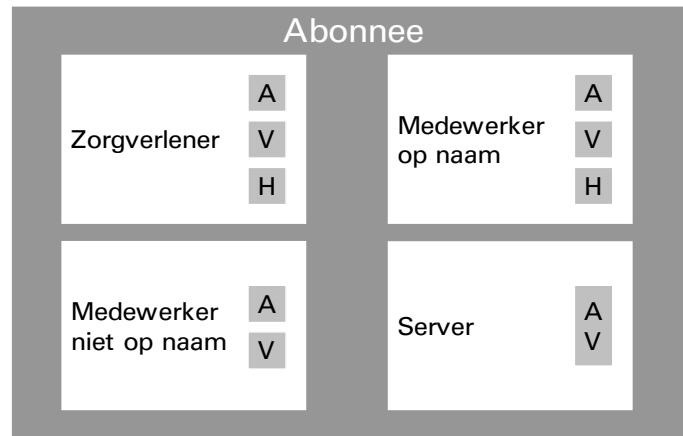 Abonnee
Zorgverlener
A
V
H
Medewerker
op naam
A
V
H
Medewerker
niet op naam
A
V
Server
A
V